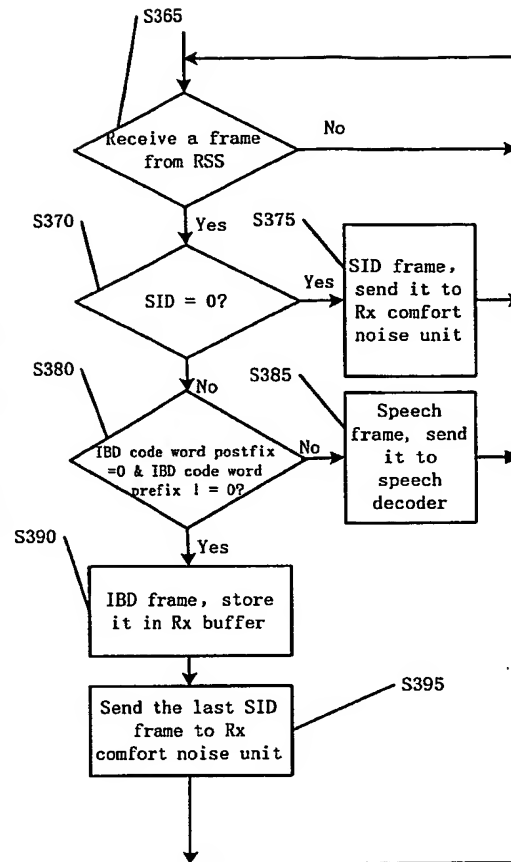 S365
Receive a frame
from RSS
No
Yes
S370
SID = 0?
Yes
S375
SID frame,
send it to
Rx comfort
noise unit
No
S380
IBD code word postfix
=0 & IBD code word
prefix ! = 0?
No
S385
Speech
frame, send
it to
speech
decoder
Yes
S390
IBD frame, store
it in Rx buffer
S395
Send the last SID
frame to Rx
comfort noise unit